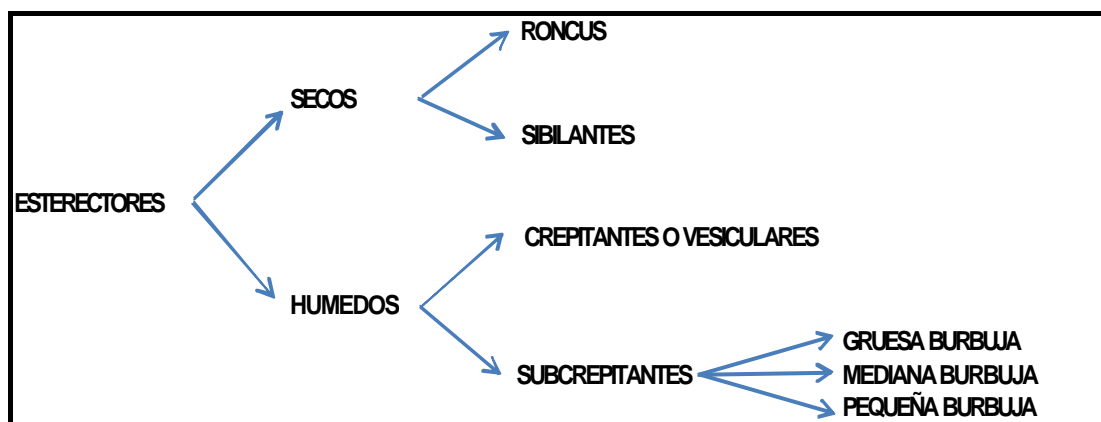 RONCUS
SECOS
SIBILANTES
ESTERECTORES
CREPITANTES O VESICULARES
HUMEDOS
GRUESA BURBUJA
SUBCREPITANTES
MEDIANA BURBUJA
PEQUEÑA BURBUJA